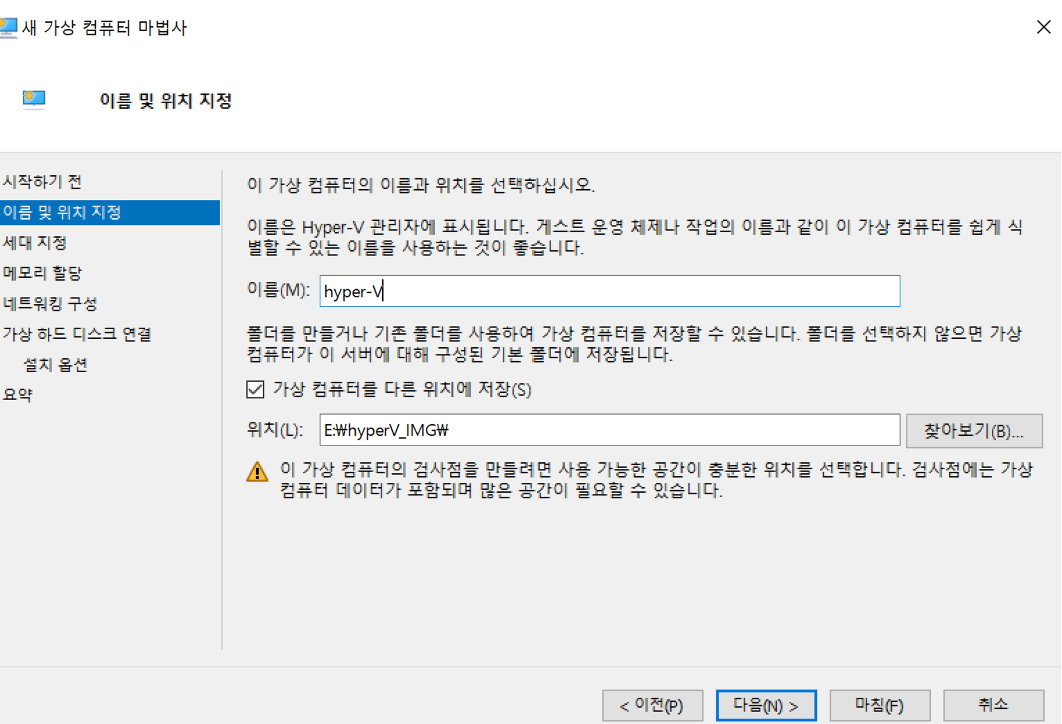 새 가상 컴퓨터 마법사
이름 및 위치 지정
시작하기 전
이름 및 위치 지정
세대 지정
메모리 할당
네트워킹 구성
가상 하드 디스크 연결
설치 옵션
요약
이 가상 컴퓨터의 이름과 위치를 선택하십시오.
이름은 Hyper-V 관리자에 표시됩니다. 게스트 운영 체제나 작업의 이름과 같이 이 가상 컴퓨터를 쉽게 식
별할 수 있는 이름을 사용하는 것이 좋습니다.
이름(M): hyper-V
폴더를 만들거나 기존 폴더를 사용하여 가상 컴퓨터를 저장할 수 있습니다. 폴더를 선택하지 않으면 가상
컴퓨터가 이 서버에 대해 구성된 기본 폴더에 저장됩니다.
가상 컴퓨터를 다른 위치에 저장(S)
위치(L): E:₩hyperV_IMG₩ 찾아보기(B)...
이 가상 컴퓨터의 검사점을 만들려면 사용 가능한 공간이 충분한 위치를 선택합니다. 검사점에는 가상
컴퓨터 데이터가 포함되며 많은 공간이 필요할 수 있습니다.
< 이전(P) 다음(N) > 마침(F) 취소